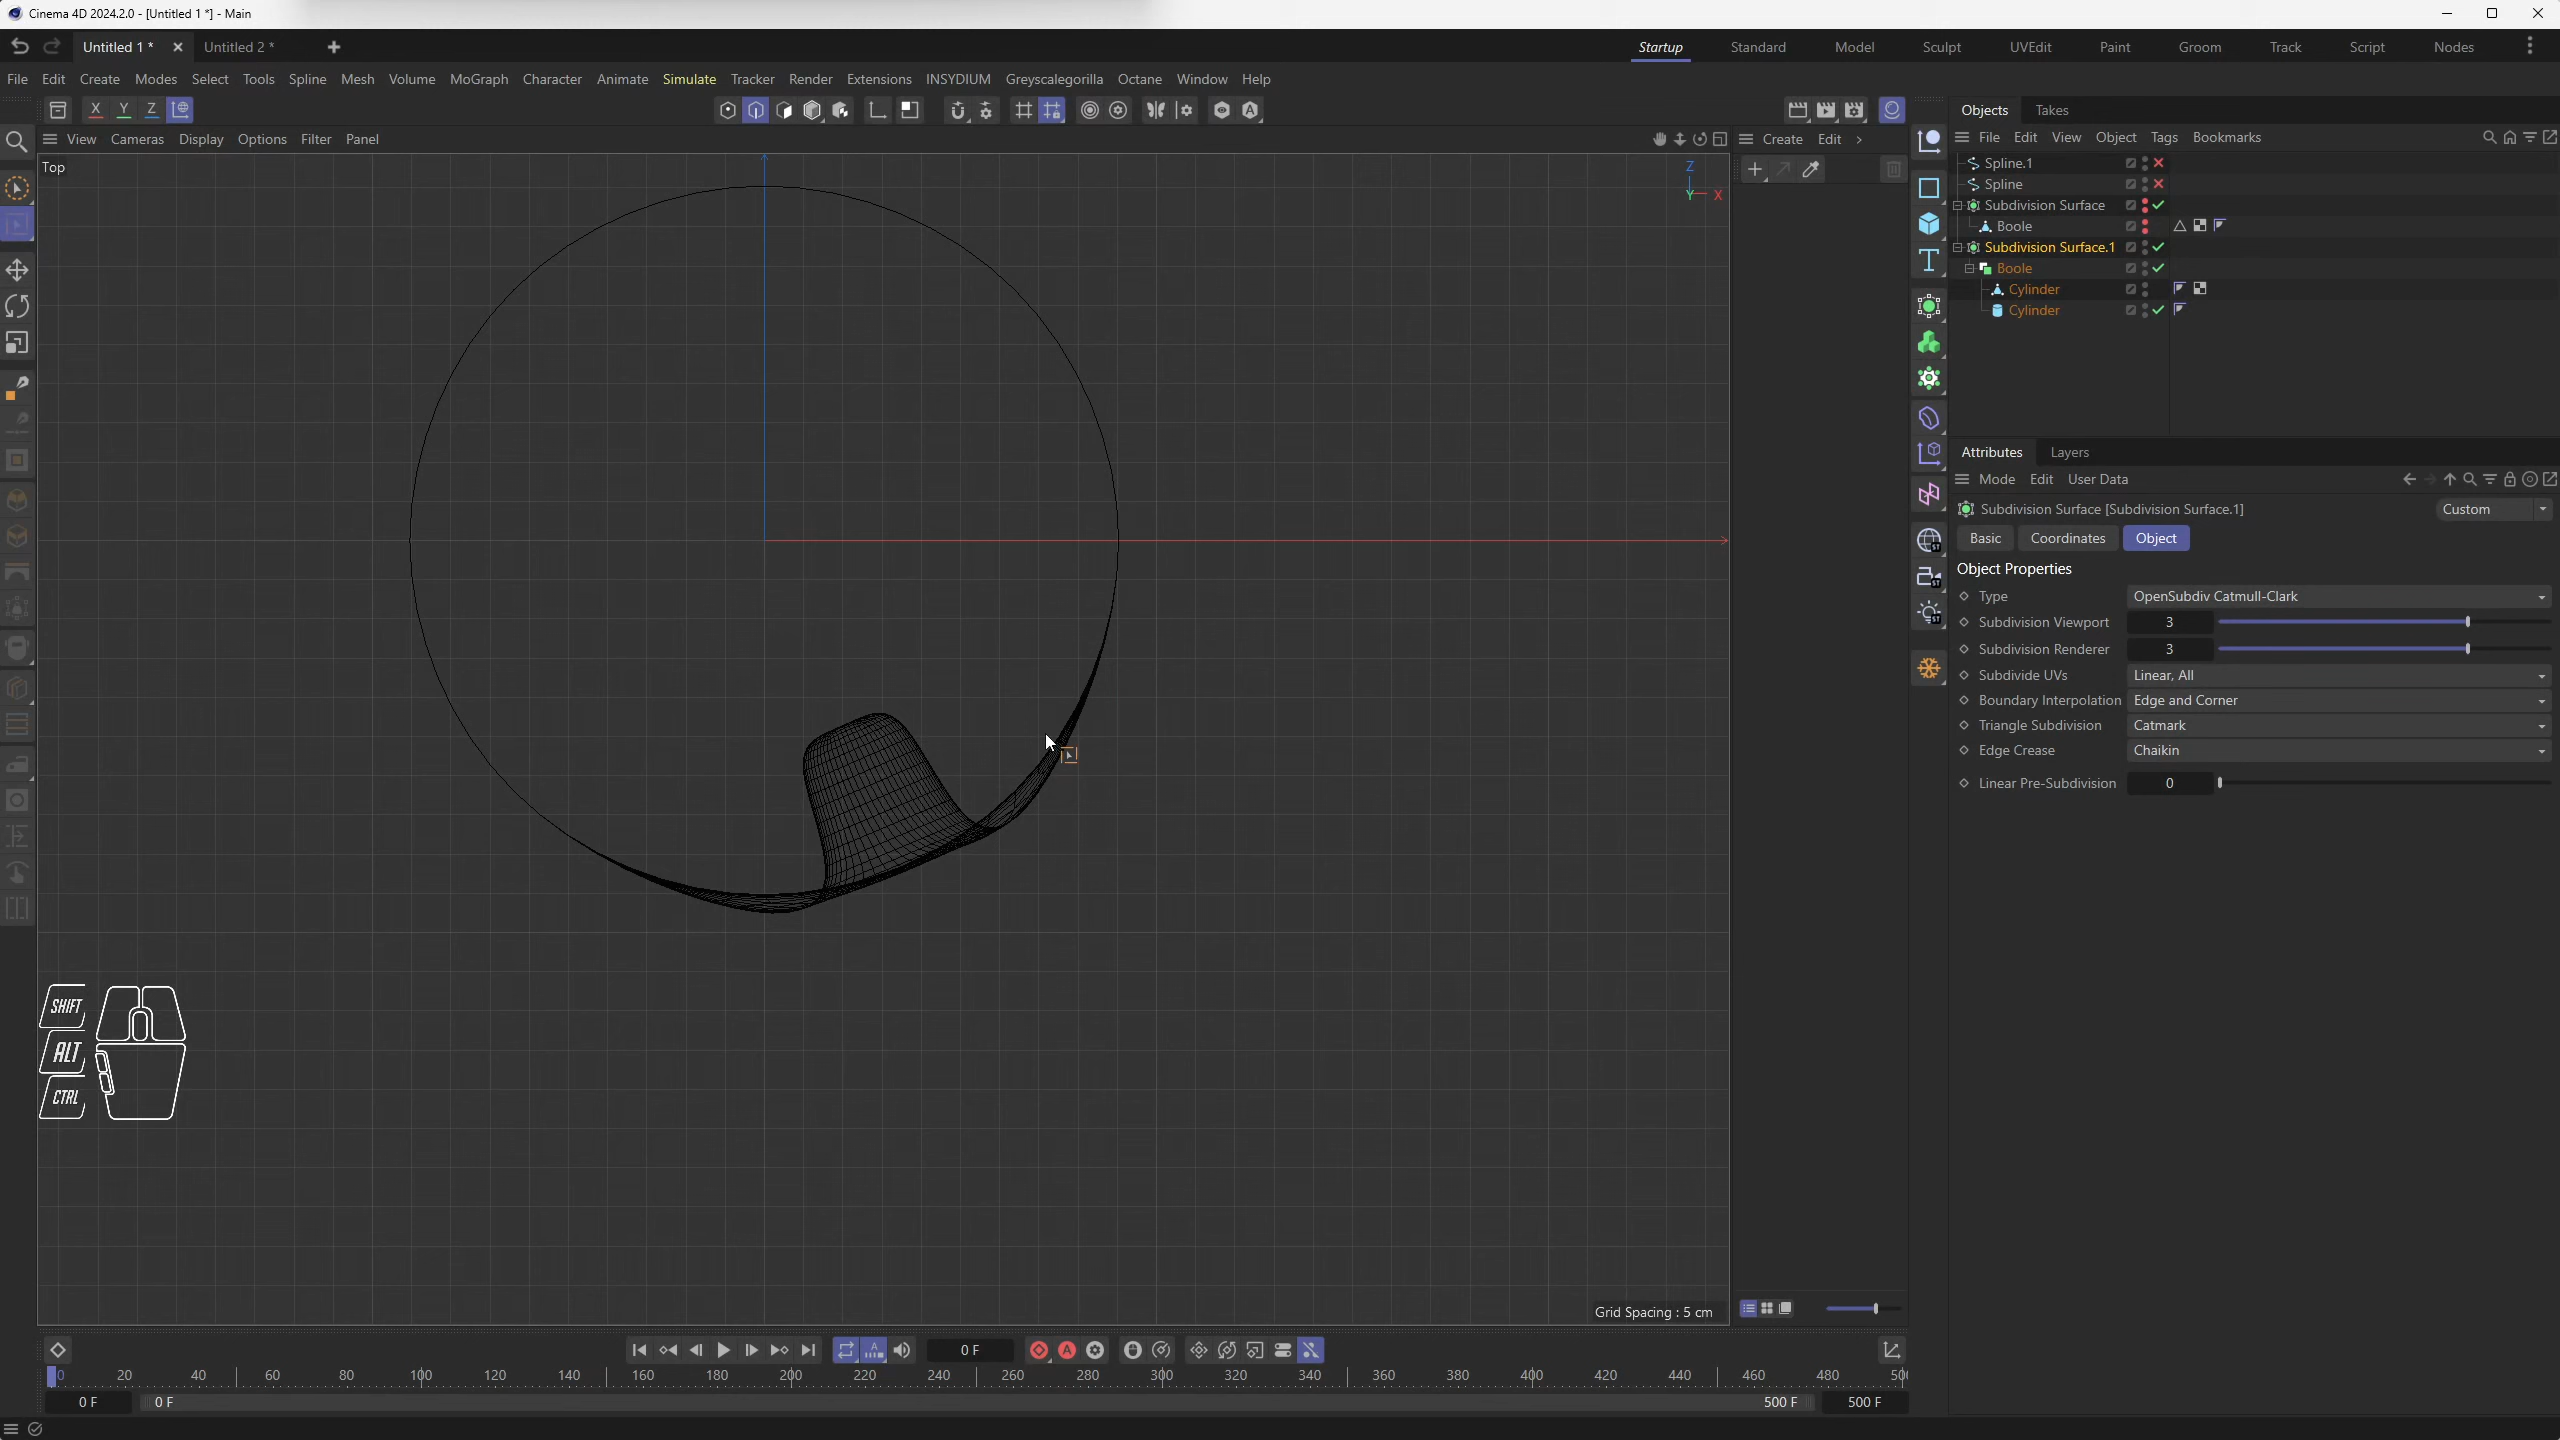 Cinema 4D 2024.2.0 - [Untitled 1 *] - Main
Untitled 1 * Untitled 2 *
Startup Standard Model Sculpt UVEdit Paint Groom Track Script Nodes
File Edit Create Modes Select Tools Spline Mesh Volume MoGraph Character Animate Simulate Tracker Render Extensions INSYDIUM Greyscalegorilla Octane Window Help
X Y Z
Objects Takes
View Cameras Display Options Filter Panel
Create Edit
File Edit View Object Tags Bookmarks
Top
Z
Y X
Spline.1
Spline
Subdivision Surface
Boole
Subdivision Surface.1
Boole
Cylinder
Cylinder
Attributes Layers
Mode Edit User Data
Subdivision Surface [Subdivision Surface.1] Custom
Basic Coordinates Object
Object Properties
Type OpenSubdiv Catmull-Clark
Subdivision Viewport 3
Subdivision Renderer 3
Subdivide UVs Linear, All
Boundary Interpolation Edge and Corner
Triangle Subdivision Catmark
Edge Crease Chaikin
Linear Pre-Subdivision 0
SHIFT
ALT
CTRL
Grid Spacing : 5 cm
0 F
0 20 40 60 80 100 120 140 160 180 200 220 240 260 280 300 320 340 360 380 400 420 440 460 480 500
0 F 0 F 500 F 500 F